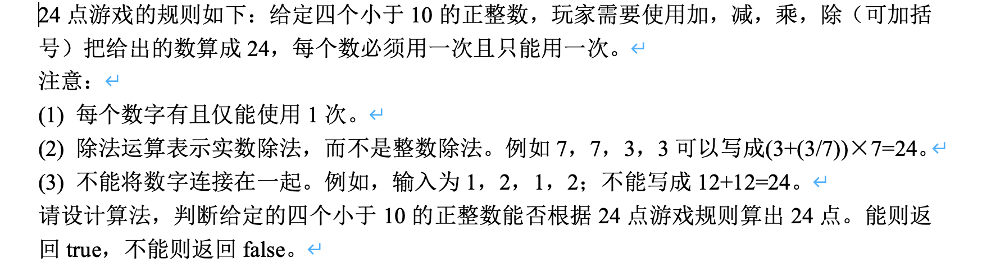 24 点游戏的规则如下：给定四个小于 10 的正整数，玩家需要使用加，减，乘，除（可加括
号）把给出的数算成 24，每个数必须用一次且只能用一次。
注意：
(1) 每个数字有且仅能使用 1 次。
(2) 除法运算表示实数除法，而不是整数除法。例如 7，7，3，3 可以写成(3+(3/7))×7=24。
(3) 不能将数字连接在一起。例如，输入为 1，2，1，2；不能写成 12+12=24。
请设计算法，判断给定的四个小于 10 的正整数能否根据 24 点游戏规则算出 24 点。能则返
回 true，不能则返回 false。